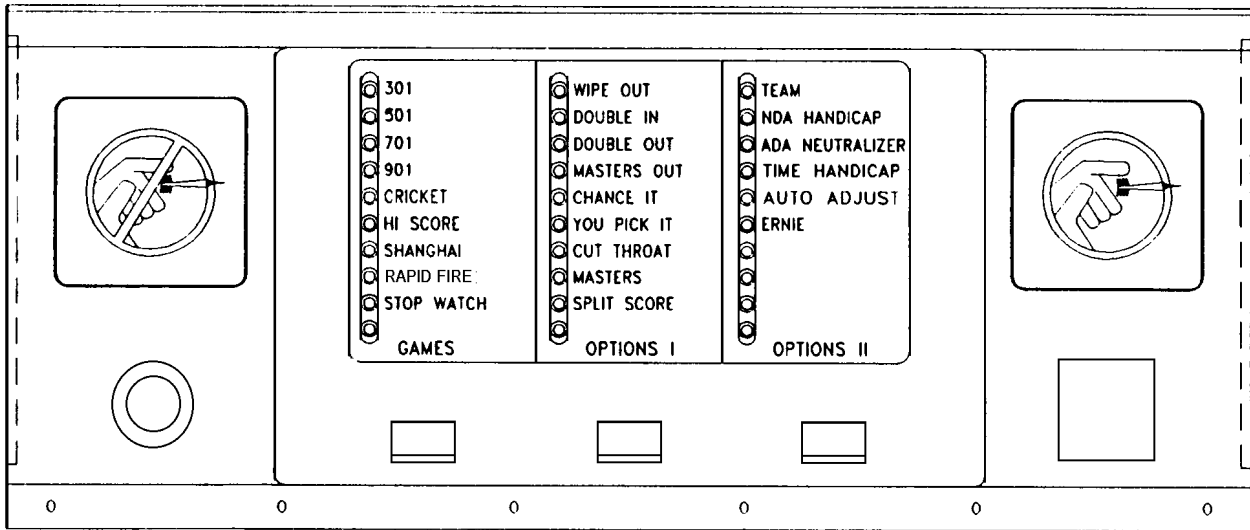 301
501
701
901
CRICKET
HI SCORE
SHANGHAI
RAPID FIRE
STOP WATCH
GAMES
WIPE OUT
DOUBLE IN
DOUBLE OUT
MASTERS OUT
CHANCE IT
YOU PICK IT
CUT THROAT
MASTERS
SPLIT SCORE
OPTIONS I
TEAM
NDA HANDICAP
ADA NEUTRALIZER
TIME HANDICAP
AUTO ADJUST
ERNIE
OPTIONS II